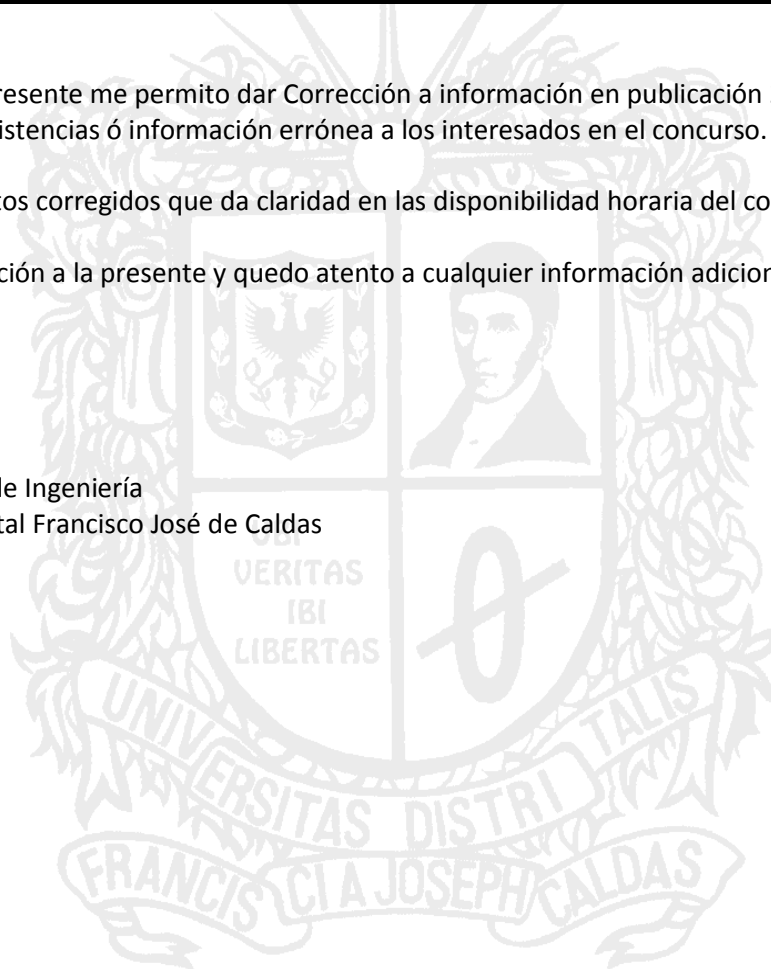 resente me permito dar Corrección a información en publicación
istencias ó información errónea a los interesados en el concurso.
tos corregidos que da claridad en las disponibilidad horaria del co
ción a la presente y quedo atento a cualquier información adicion
de Ingeniería
tal Francisco José de Caldas
UBI
VERITAS
IBI
LIBERTAS
UNIVERSITAS DISTRITALIS
FRANCISCI A JOSEPH CALDAS